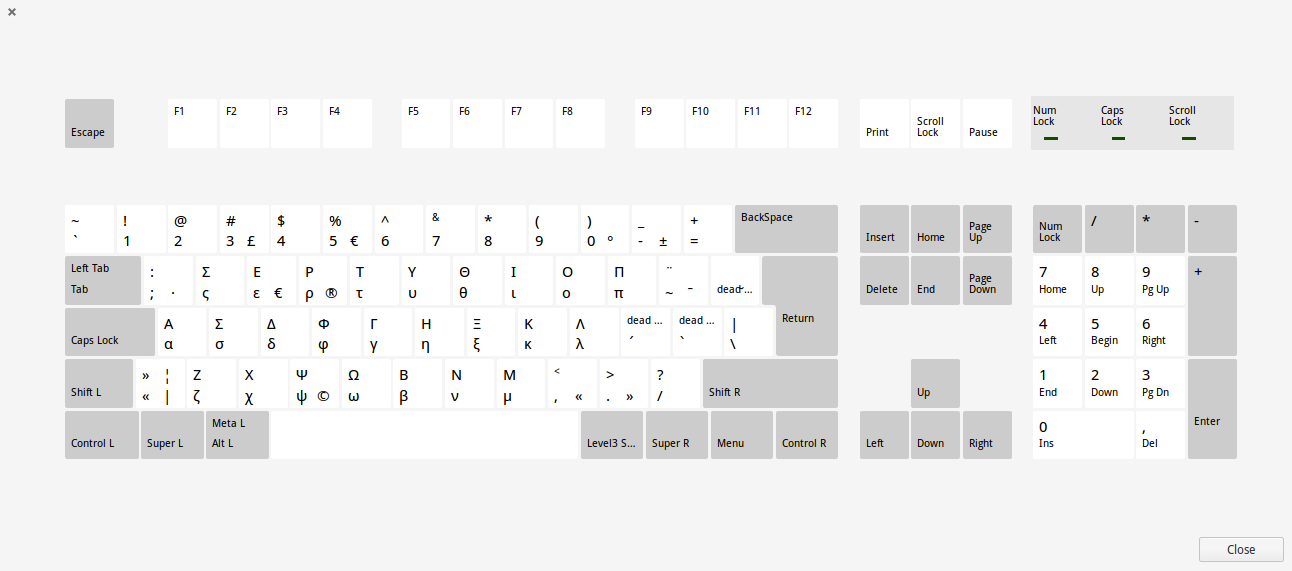 ×
F1 F2 F3 F4 F5 F6 F7 F8 F9 F10 F11 F12 Num Lock Caps Lock Scroll Lock
Escape Print Scroll Lock Pause
~ ! @ # $ % ^ & * ( ) _ + BackSpace / * -
` 1 2 3 £ 4 5 € 6 7 8 9 0 ° - ± = Insert Home Page Up Num Lock
Left Tab : Σ Ε Ρ Τ Υ Θ Ι Ο Π ¨ 7 8 9 +
Tab ; · ς ε € ρ ® τ υ θ ι ο π ~ ¯ dead ... Delete End Page Down Home Up Pg Up
Α Σ Δ Φ Γ Η Ξ Κ Λ dead ... dead ... | Return 4 5 6
Caps Lock α σ δ φ γ η ξ κ λ ´ ` \ Left Begin Right
» ¦ Ζ Χ Ψ Ω Β Ν Μ < > ? 1 2 3
Shift L « | ζ χ ψ © ω β ν μ , « . » / Shift R Up End Down Pg Dn
Meta L 0 , Enter
Control L Super L Alt L Level3 S... Super R Menu Control R Left Down Right Ins Del
Close